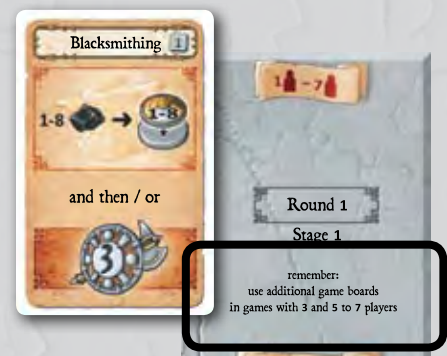 Blacksmithing 1
1-8 1-8
and then / or
3
1 - 7
Round 1
Stage 1
remember:
use additional game boards
in games with 3 and 5 to 7 players